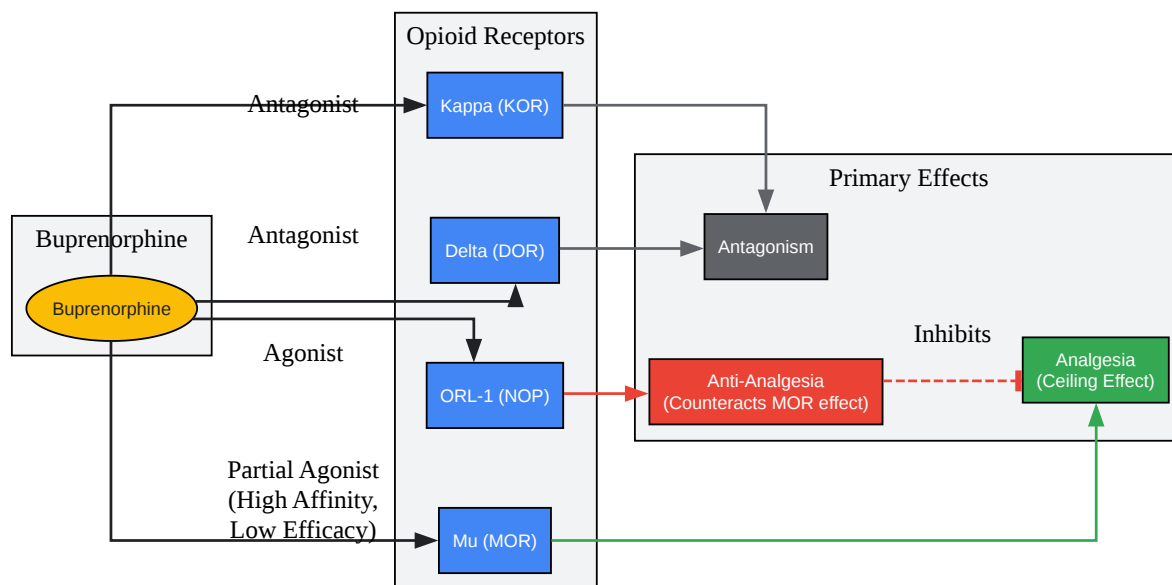 Opioid Receptors
Antagonist
Kappa (KOR)
Primary Effects
Buprenorphine
Antagonist
Delta (DOR)
Antagonism
Buprenorphine
Agonist
Inhibits
ORL-1 (NOP)
Anti-Analgesia
(Counteracts MOR effect)
Analgesia
(Ceiling Effect)
Partial Agonist
(High Affinity,
Low Efficacy)
Mu (MOR)